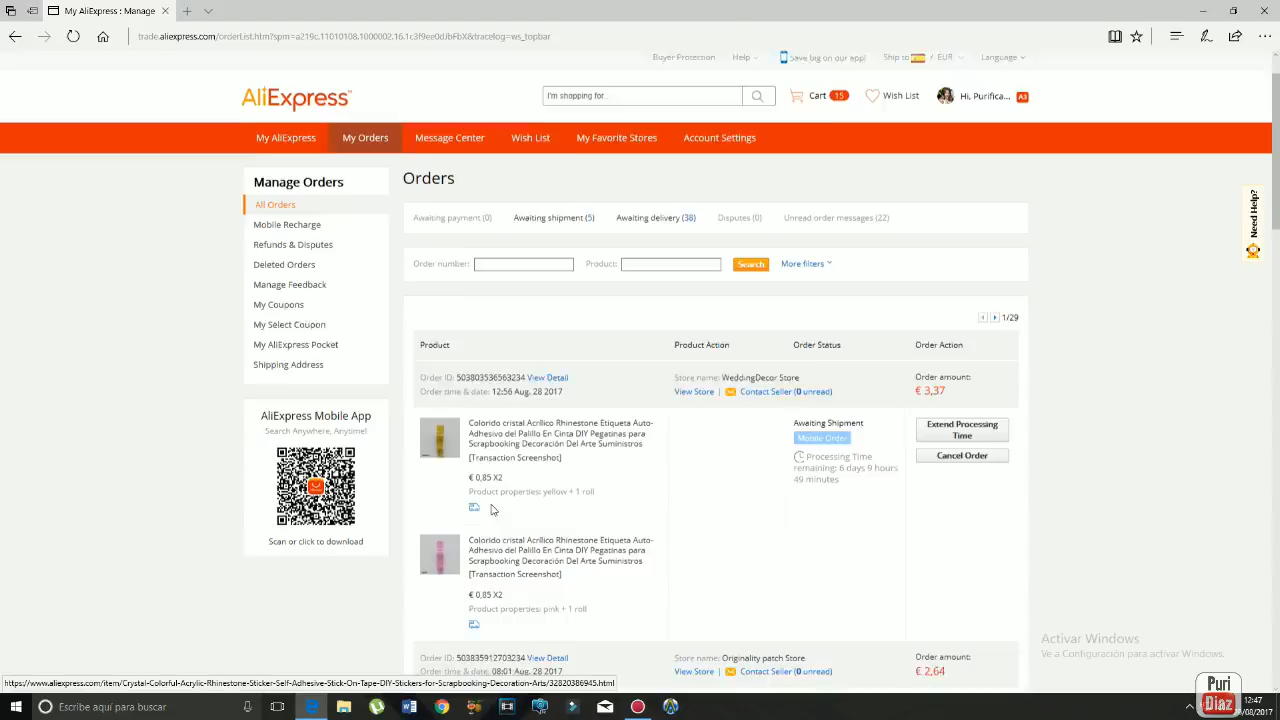 My AliExpress : Manage
trade.aliexpress.com/orderList.htm?spm=a219c.11010108.1000002.16.1c3f9ee0dJbFbX&tracelog=ws_topbar
Buyer Protection Help Save big on our app! Ship to / EUR Language
AliExpress I'm shopping for.. Cart 15 Wish List Hi, Purifica... A3
My AliExpress My Orders Message Center Wish List My Favorite Stores Account Settings
Manage Orders
All Orders
Mobile Recharge
Refunds & Disputes
Deleted Orders
Manage Feedback
My Coupons
My Select Coupon
My AliExpress Pocket
Shipping Address
AliExpress Mobile App
Search Anywhere, Anytime!
Scan or click to download
Orders
Awaiting payment (0) Awaiting shipment (5) Awaiting delivery (38) Disputes (0) Unread order messages (22)
Order number: Product: Search More filters
1/29
Product Product Action Order Status Order Action
Order ID: 503803536563234 View Detail Store name: WeddingDecor Store Order amount:
Order time & date: 12:56 Aug. 28 2017 View Store | Contact Seller (0 unread) € 3,37
Colorido cristal Acrílico Rhinestone Etiqueta Auto-
Adhesivo del Palillo En Cinta DIY Pegatinas para
Scrapbooking Decoración Del Arte Suministros
[Transaction Screenshot]
€ 0,85 X2
Product properties: yellow + 1 roll
Awaiting Shipment
Mobile Order
Processing Time
remaining: 6 days 9 hours
49 minutes
Extend Processing
Time
Cancel Order
Colorido cristal Acrílico Rhinestone Etiqueta Auto-
Adhesivo del Palillo En Cinta DIY Pegatinas para
Scrapbooking Decoración Del Arte Suministros
[Transaction Screenshot]
€ 0,85 X2
Product properties: pink + 1 roll
Order ID: 503835912703234 View Detail Store name: Originality patch Store Order amount:
Order time & date: 08:01 Aug. 28 2017 View Store | Contact Seller (0 unread) € 2,64
Need Help?
Activar Windows
Ve a Configuración para activar Windows.
https://www.aliexpress.com/item/Crystal-Colorful-Acrylic-Rhinestone-Sticker-Self-Adhesive-Stick-On-Tape-DIY-Stickers-for-Scrapbooking-Decoration-Arts/32820386945.html
Puri
Diaz
Escribe aquí para buscar
12:47
/08/2017